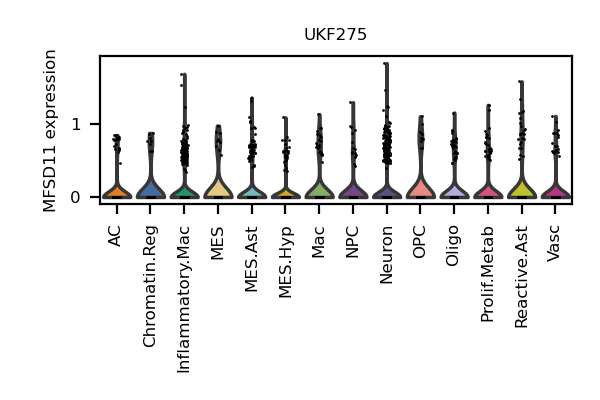 UKF275
MFSD11 expression
1
0
AC
Chromatin.Reg
Inflammatory.Mac
MES
MES.Ast
MES.Hyp
Mac
NPC
Neuron
OPC
Oligo
Prolif.Metab
Reactive.Ast
Vasc